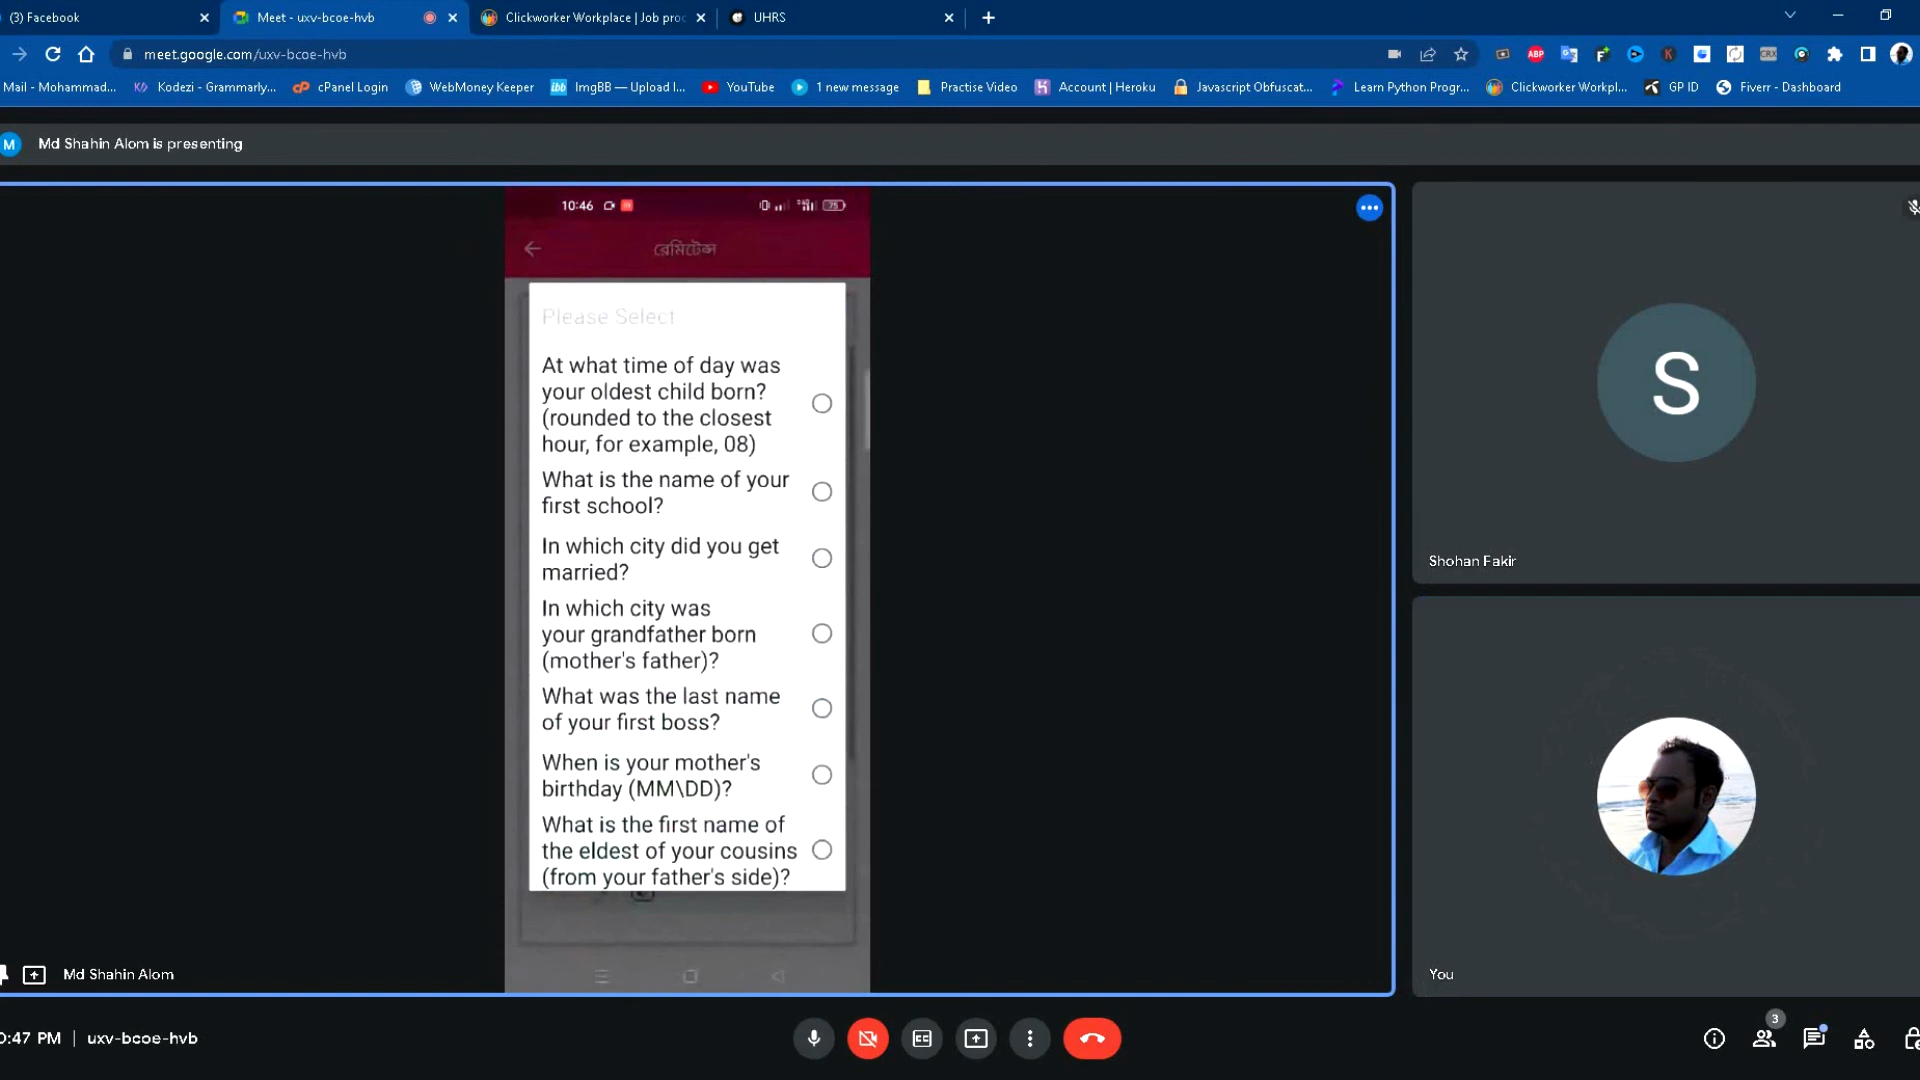 (3) Facebook
Meet - uxv-bcoe-hvb
Clickworker Workplace | Job proc
UHRS
meet.google.com/uxv-bcoe-hvb
Mail - Mohammad...
Kodezi - Grammarly...
cPanel Login
WebMoney Keeper
ImgBB — Upload I...
YouTube
1 new message
Practise Video
Account | Heroku
Javascript Obfuscat...
Learn Python Progr...
Clickworker Workpl...
GP ID
Fiverr - Dashboard
M
Md Shahin Alom is presenting
10:46
75
রেমিটেন্স
Please Select
At what time of day was
your oldest child born?
(rounded to the closest
hour, for example, 08)
What is the name of your
first school?
In which city did you get
married?
In which city was
your grandfather born
(mother's father)?
What was the last name
of your first boss?
When is your mother's
birthday (MM\DD)?
What is the first name of
the eldest of your cousins
(from your father's side)?
S
Shohan Fakir
You
Md Shahin Alom
0:47 PM | uxv-bcoe-hvb
3
ABP
CRX